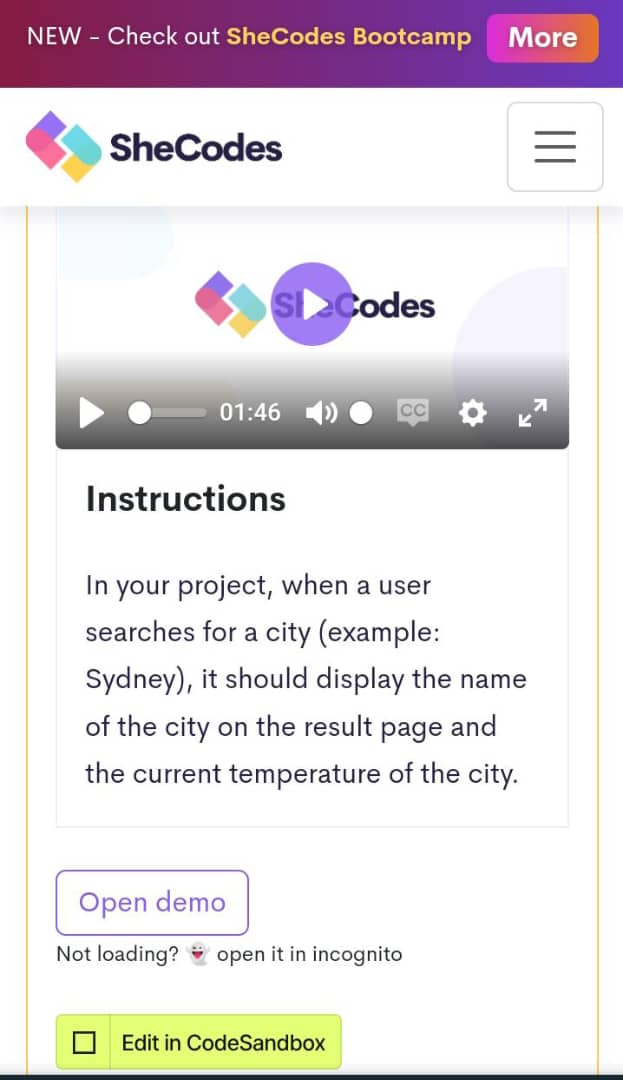 NEW - Check out SheCodes Bootcamp More
SheCodes
SheCodes
01:46 CC
Instructions
In your project, when a user
searches for a city (example:
Sydney), it should display the name
of the city on the result page and
the current temperature of the city.
Open demo
Not loading? 👻 open it in incognito
Edit in CodeSandbox